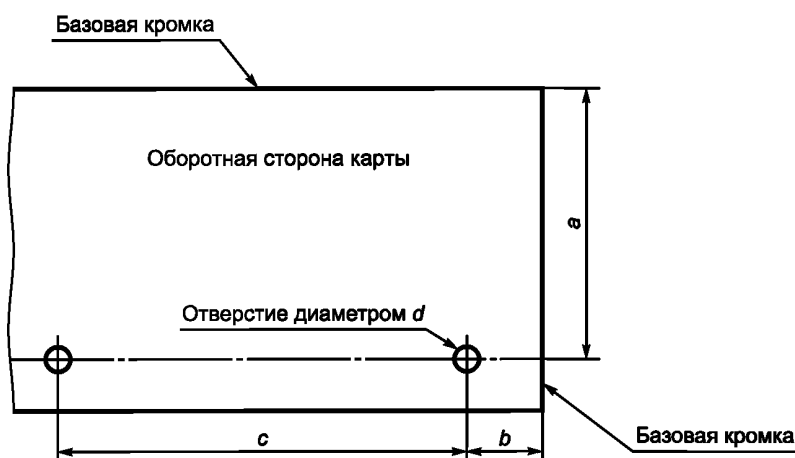 Базовая кромка
Оборотная сторона карты
a
Отверстие диаметром d
c
b
Базовая кромка